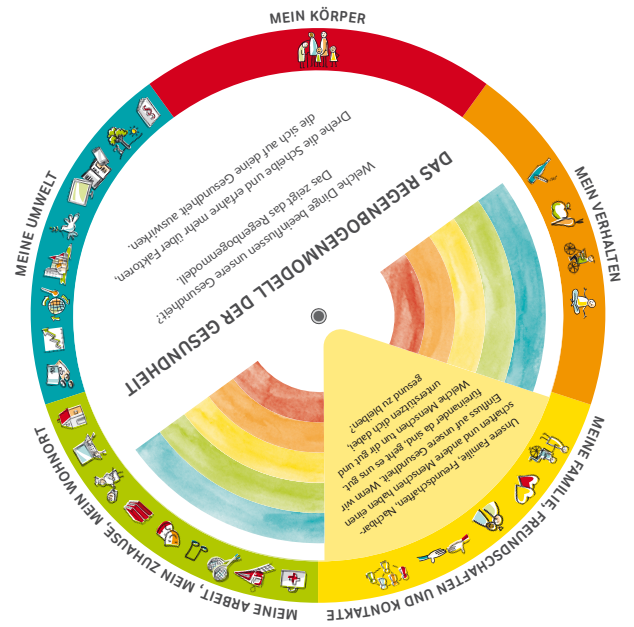 MEIN KÖRPER
MEIN VERHALTEN
MEINE FAMILIE, FREUNDSCHAFTEN UND KONTAKTE
MEINE ARBEIT, MEIN ZUHAUSE, MEIN WOHNORT
MEINE UMWELT
DAS REGENBOGENMODELL DER GESUNDHEIT
Welche Dinge beeinflussen unsere Gesundheit?
Das zeigt das Regenbogenmodell.
Drehe die Scheibe und erfahre mehr über Faktoren,
die sich auf deine Gesundheit auswirken.
Unsere Familie, Freundschaften, Nachbar-
schaften und andere Menschen haben einen
Einfluss auf unsere Gesundheit. Wenn wir
füreinander da sind, geht es uns gut.
Welche Menschen tun dir gut und
unterstützen dich dabei,
gesund zu bleiben?